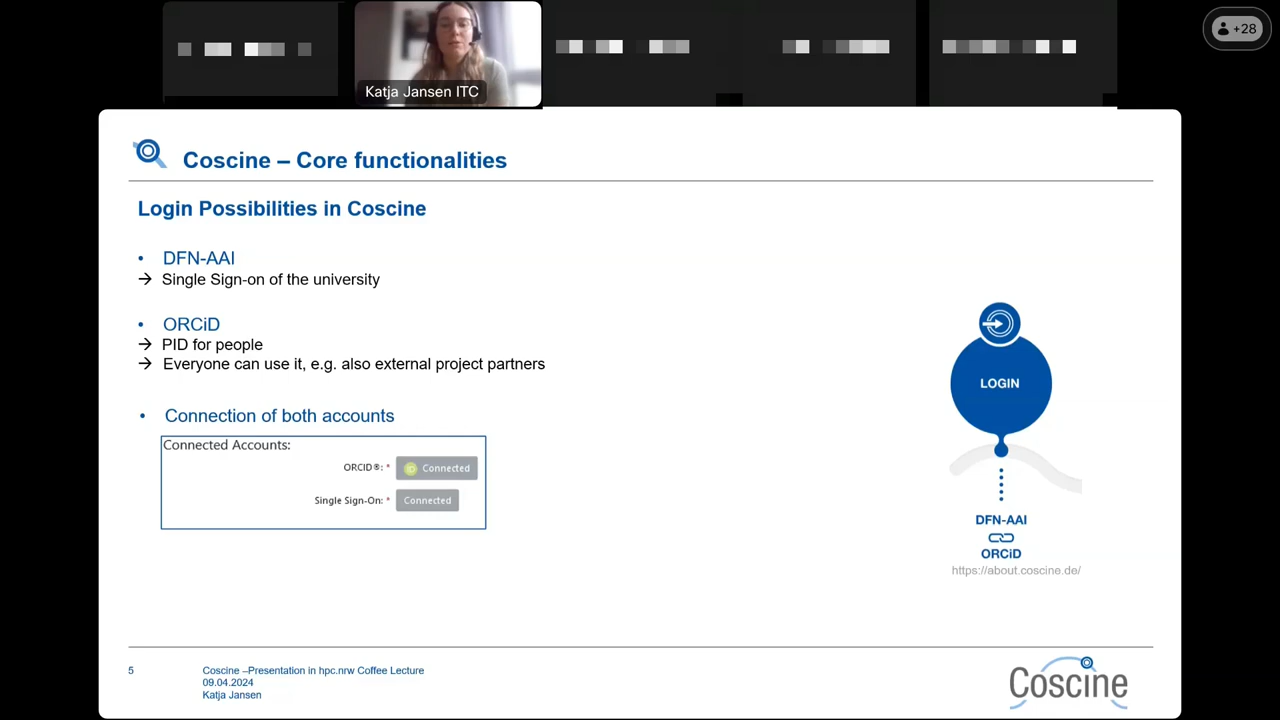 +28
Katja Jansen ITC
Coscine – Core functionalities
Login Possibilities in Coscine
• DFN-AAI
→ Single Sign-on of the university
• ORCiD
→ PID for people
→ Everyone can use it, e.g. also external project partners
• Connection of both accounts
Connected Accounts:
ORCID®: * iD Connected
Single Sign-On: * Connected
LOGIN
DFN-AAI
ORCiD
https://about.coscine.de/
5
Coscine –Presentation in hpc.nrw Coffee Lecture
09.04.2024
Katja Jansen
Coscine